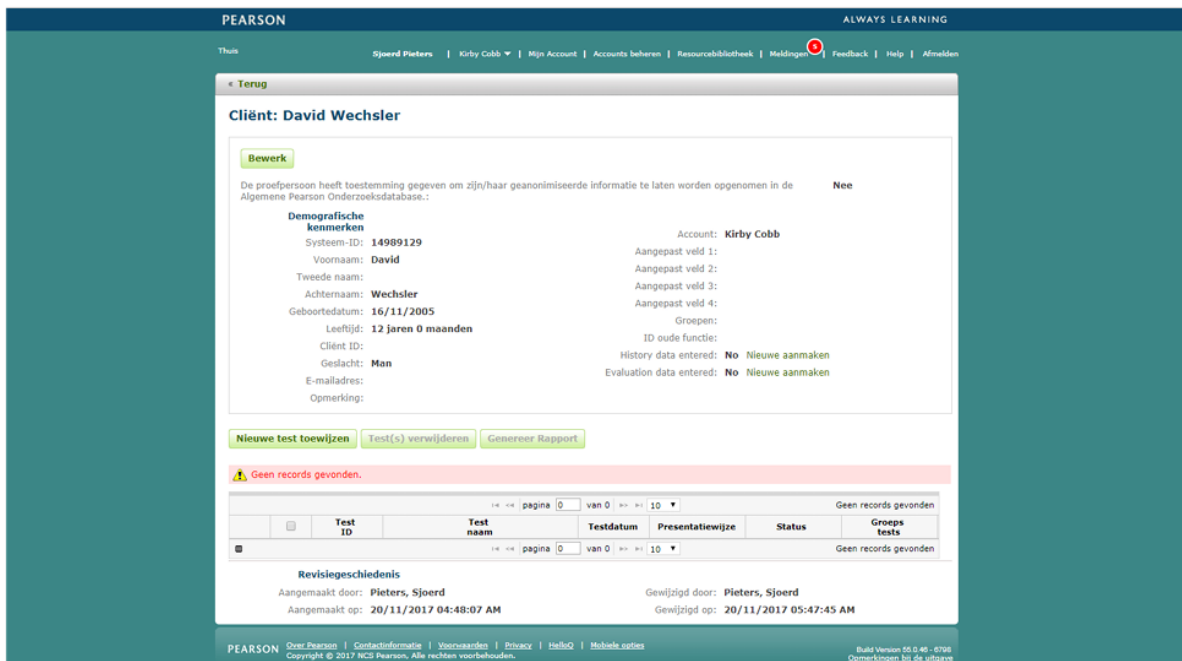 PEARSON ALWAYS LEARNING
Thuis Sjoerd Pieters | Kirby Cobb ▼ | Mijn Account | Accounts beheren | Resourcebibliotheek | Meldingen 5 | Feedback | Help | Afmelden
« Terug
Cliënt: David Wechsler
Bewerk
De proefpersoon heeft toestemming gegeven om zijn/haar geanonimiseerde informatie te laten worden opgenomen in de Nee
Algemene Pearson Onderzoeksdatabase.:
Demografische
kenmerken
Systeem-ID: 14989129
Voornaam: David
Tweede naam:
Achternaam: Wechsler
Geboortedatum: 16/11/2005
Leeftijd: 12 jaren 0 maanden
Cliënt ID:
Geslacht: Man
E-mailadres:
Opmerking:
Account: Kirby Cobb
Aangepast veld 1:
Aangepast veld 2:
Aangepast veld 3:
Aangepast veld 4:
Groepen:
ID oude functie:
History data entered: No Nieuwe aanmaken
Evaluation data entered: No Nieuwe aanmaken
Nieuwe test toewijzen Test(s) verwijderen Genereer Rapport
Geen records gevonden.
pagina 0 van 0 10 ▼ Geen records gevonden
Test ID Test naam Testdatum Presentatiewijze Status Groeps tests
pagina 0 van 0 10 ▼ Geen records gevonden
Revisiegeschiedenis
Aangemaakt door: Pieters, Sjoerd Gewijzigd door: Pieters, Sjoerd
Aangemaakt op: 20/11/2017 04:48:07 AM Gewijzigd op: 20/11/2017 05:47:45 AM
PEARSON Over Pearson | Contactinformatie | Voorwaarden | Privacy | HelloQ | Mobiele opties
Copyright © 2017 NCS Pearson. Alle rechten voorbehouden.
Build Version 55.0.46 - 6798
Opmerkingen bij de uitgave